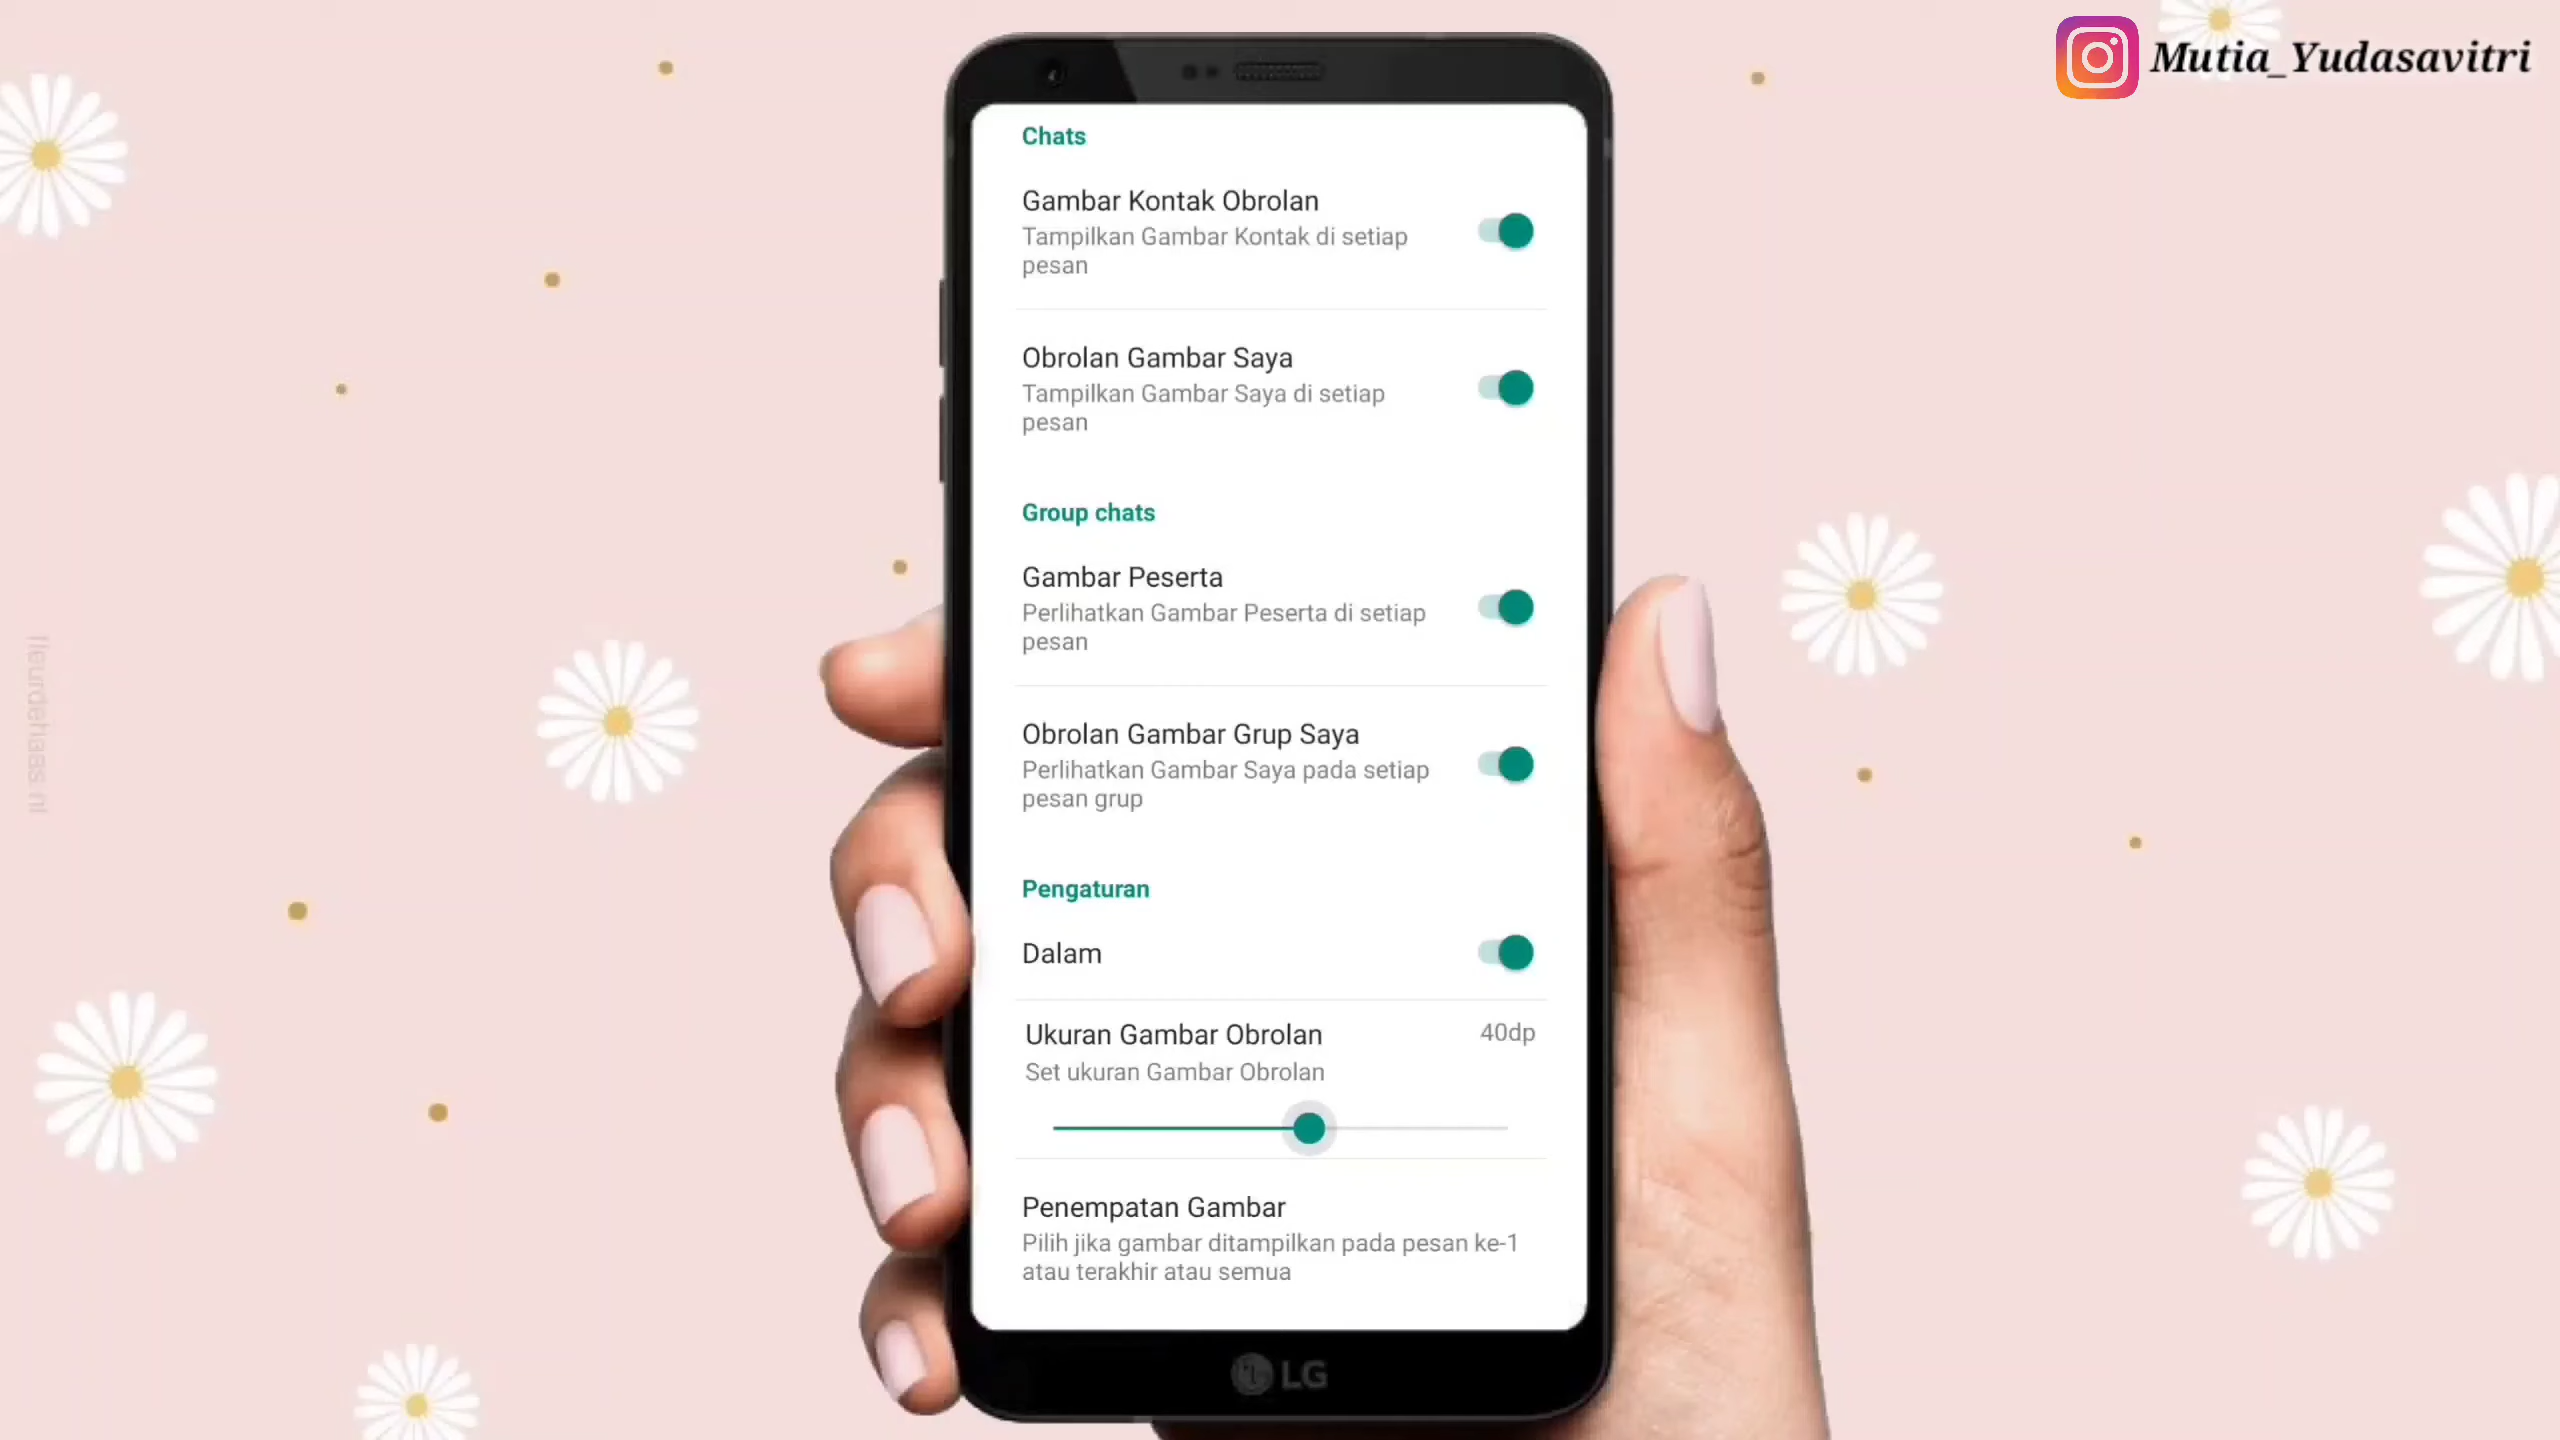 Mutia_Yudasavitri
Chats
Gambar Kontak Obrolan
Tampilkan Gambar Kontak di setiap
pesan
Obrolan Gambar Saya
Tampilkan Gambar Saya di setiap
pesan
Group chats
Gambar Peserta
Perlihatkan Gambar Peserta di setiap
pesan
Obrolan Gambar Grup Saya
Perlihatkan Gambar Saya pada setiap
pesan grup
Pengaturan
Dalam
Ukuran Gambar Obrolan
40dp
Set ukuran Gambar Obrolan
Penempatan Gambar
Pilih jika gambar ditampilkan pada pesan ke-1
atau terakhir atau semua
LG
fleurdehaas.nl